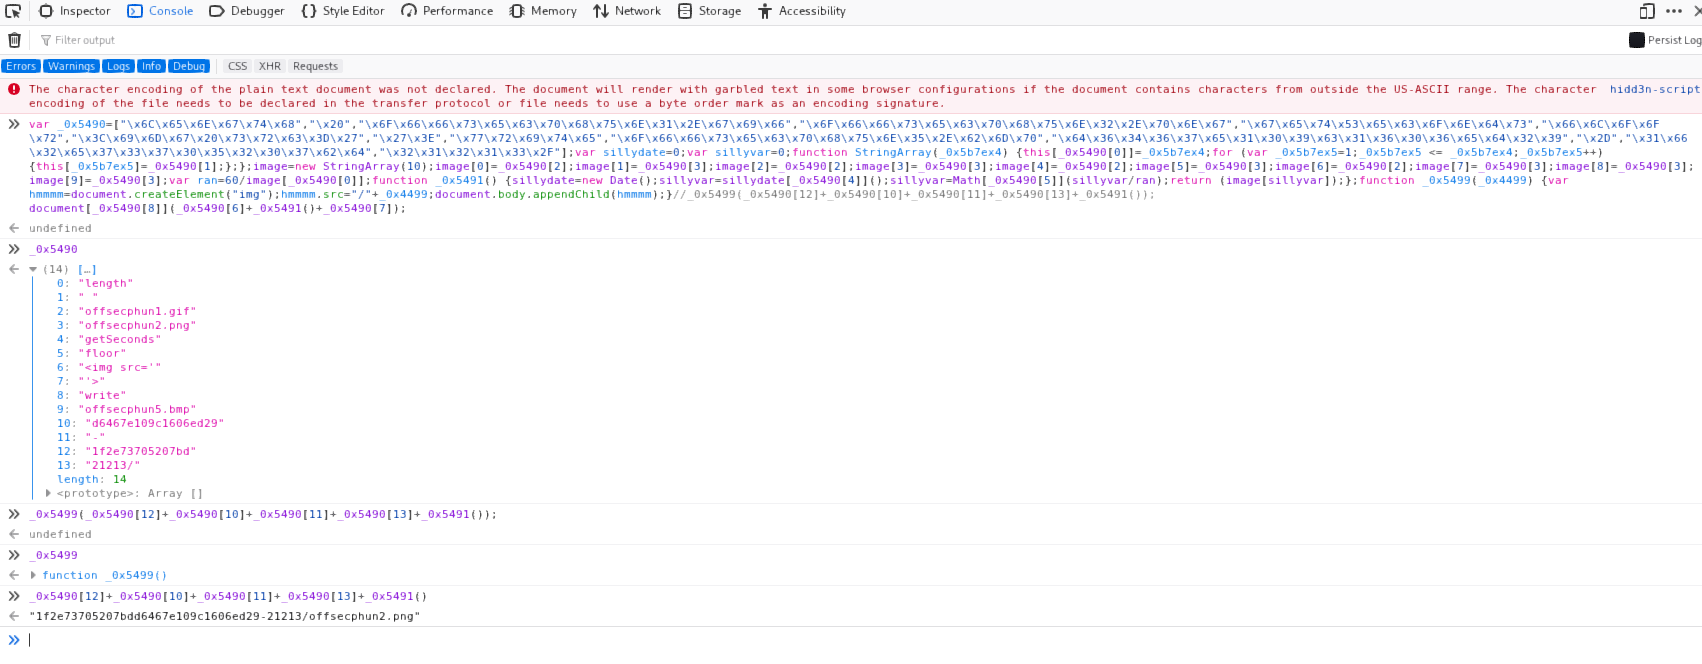 Inspector Console Debugger Style Editor Performance Memory Network Storage Accessibility
Filter output Persist Log
Errors Warnings Logs Info Debug CSS XHR Requests
The character encoding of the plain text document was not declared. The document will render with garbled text in some browser configurations if the document contains characters from outside the US-ASCII range. The character hidd3n-script
encoding of the file needs to be declared in the transfer protocol or file needs to use a byte order mark as an encoding signature.
var _0x5490=["\x6C\x65\x6E\x67\x74\x68","\x20","\x6F\x66\x66\x73\x65\x63\x70\x68\x75\x6E\x31\x2E\x67\x69\x66","\x6F\x66\x66\x73\x65\x63\x70\x68\x75\x6E\x32\x2E\x70\x6E\x67","\x67\x65\x74\x53\x65\x63\x6F\x6E\x64\x73","\x66\x6C\x6F\x6F
\x72","\x3C\x69\x6D\x67\x20\x73\x72\x63\x3D\x27","\x27\x3E","\x77\x72\x69\x74\x65","\x6F\x66\x66\x73\x65\x63\x70\x68\x75\x6E\x35\x2E\x62\x6D\x70","\x64\x36\x34\x36\x37\x65\x31\x30\x39\x63\x31\x36\x30\x36\x65\x64\x32\x39","\x2D","\x31\x66
\x32\x65\x37\x33\x37\x30\x35\x32\x30\x37\x62\x64","\x32\x31\x32\x31\x33\x2F"];var sillydate=0;var sillyvar=0;function StringArray(_0x5b7ex4) {this[_0x5490[0]]=_0x5b7ex4;for (var _0x5b7ex5=1;_0x5b7ex5 <= _0x5b7ex4;_0x5b7ex5++)
{this[_0x5b7ex5]=_0x5490[1];};};image=new StringArray(10);image[0]=_0x5490[2];image[1]=_0x5490[3];image[2]=_0x5490[2];image[3]=_0x5490[3];image[4]=_0x5490[2];image[5]=_0x5490[3];image[6]=_0x5490[2];image[7]=_0x5490[3];image[8]=_0x5490[3];
image[9]=_0x5490[3];var ran=60/image[_0x5490[0]];function _0x5491() {sillydate=new Date();sillyvar=sillydate[_0x5490[4]]();sillyvar=Math[_0x5490[5]](sillyvar/ran);return (image[sillyvar]);};function _0x5499(_0x4499) {var
hmmmm=document.createElement("img");hmmmm.src="/"+_0x4499;document.body.appendChild(hmmmm);}//_0x5499(_0x5490[12]+_0x5490[10]+_0x5490[11]+_0x5490[13]+_0x5491());
document[_0x5490[8]](_0x5490[6]+_0x5491()+_0x5490[7]);
undefined
_0x5490
(14) […]
0: "length"
1: " "
2: "offsecphun1.gif"
3: "offsecphun2.png"
4: "getSeconds"
5: "floor"
6: "<img src='"
7: "'>"
8: "write"
9: "offsecphun5.bmp"
10: "d6467e109c1606ed29"
11: "-"
12: "1f2e73705207bd"
13: "21213/"
length: 14
<prototype>: Array []
_0x5499(_0x5490[12]+_0x5490[10]+_0x5490[11]+_0x5490[13]+_0x5491());
undefined
_0x5499
function _0x5499()
_0x5490[12]+_0x5490[10]+_0x5490[11]+_0x5490[13]+_0x5491()
"1f2e73705207bdd6467e109c1606ed29-21213/offsecphun2.png"